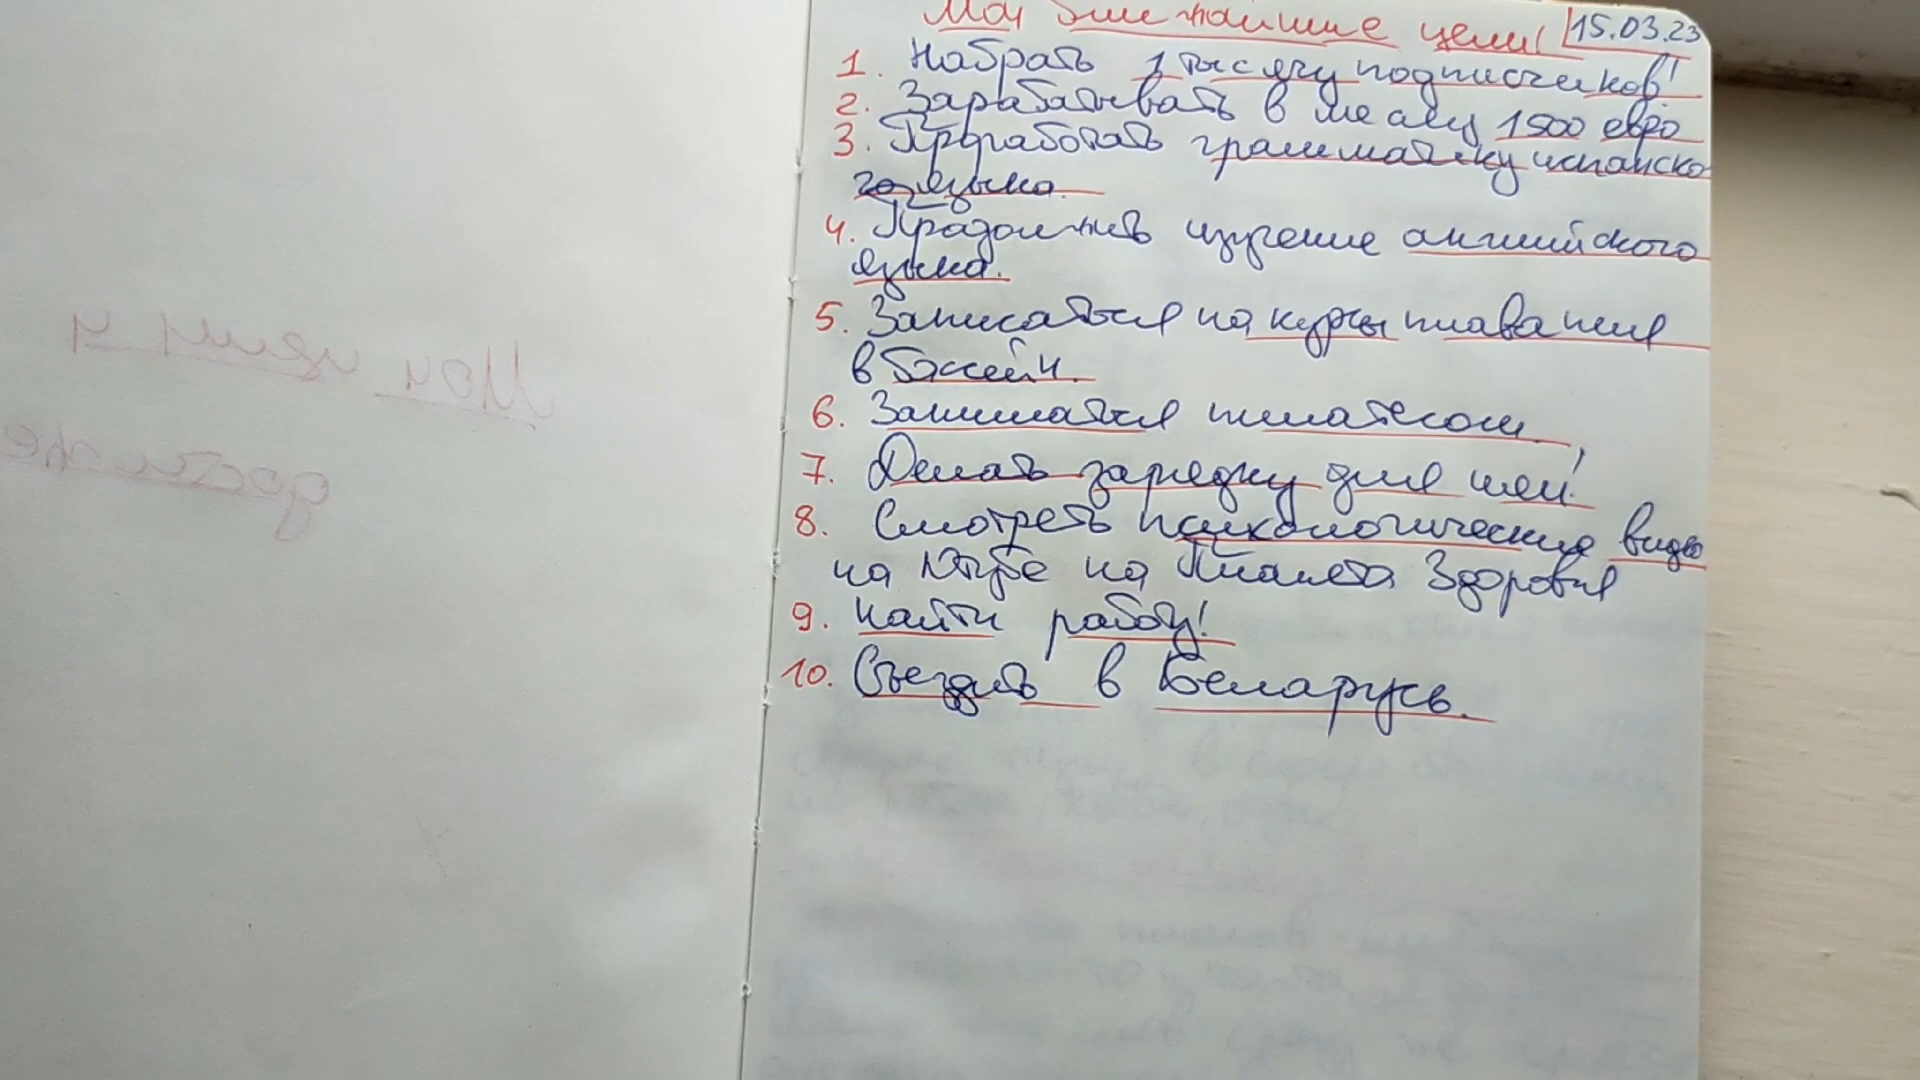 Мои ближайшие цели! 15.03.23
1. Набрать 1 тысячу подписчиков!
2. Зарабатывать в месяц 1500 евро
3. Проработать грамматику испанско
го языка.
4. Продолжить изучение английского
языка.
5. Записаться на курсы плавания
в бассейн.
6. Заниматься пилатесом
7. Делать зарядку для шеи!
8. Смотреть психологические видео
на Ютубе на Планета Здоровья
9. Найти работу!
10. Съездить в Беларусь.